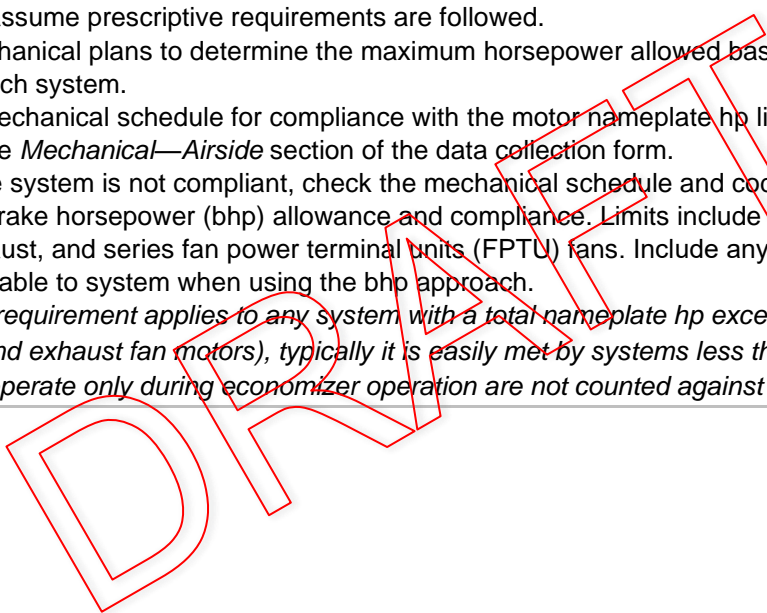 ssume prescriptive requirements are followed.
hanical plans to determine the maximum horsepower allowed bas
ch system.
echanical schedule for compliance with the motor nameplate hp li
e Mechanical—Airside section of the data collection form.
e system is not compliant, check the mechanical schedule and coo
rake horsepower (bhp) allowance and compliance. Limits include
ust, and series fan power terminal units (FPTU) fans. Include any
able to system when using the bhp approach.
requirement applies to any system with a total nameplate hp exce
nd exhaust fan motors), typically it is easily met by systems less th
perate only during economizer operation are not counted against
DRAFT